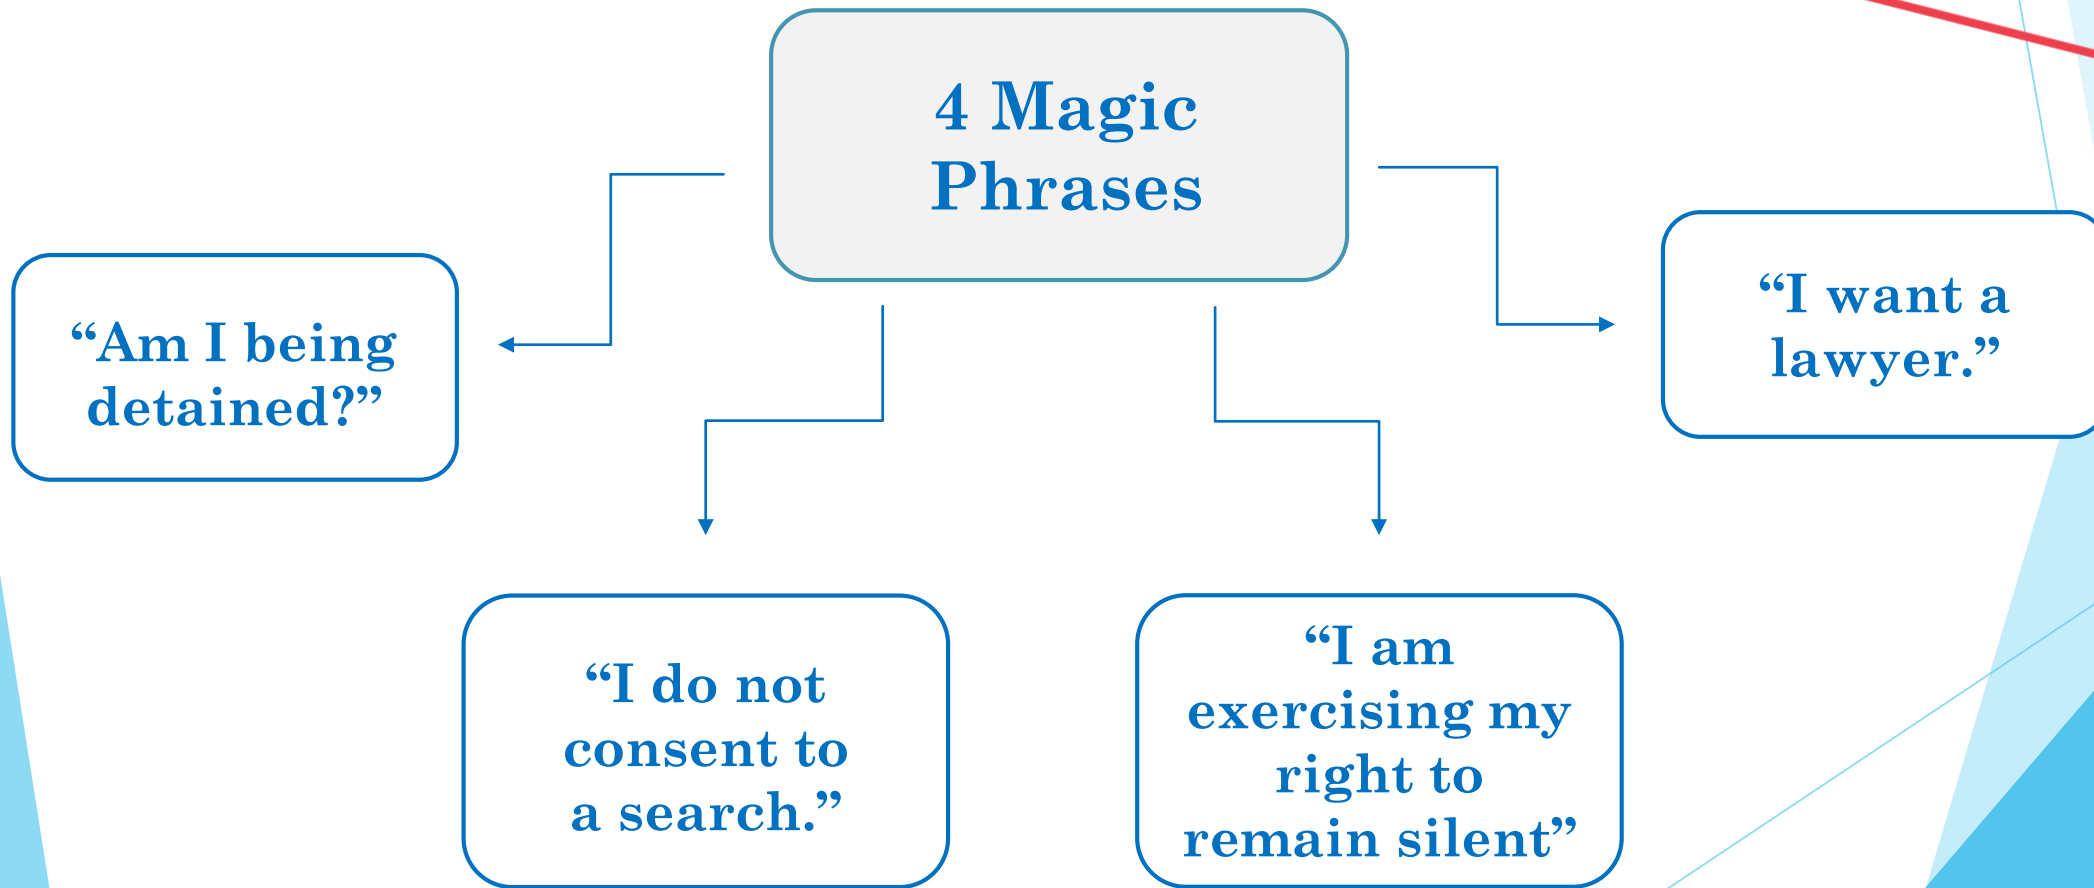 4 Magic
Phrases
“Am I being
detained?”
“I do not
consent to
a search.”
“I am
exercising my
right to
remain silent”
“I want a
lawyer.”